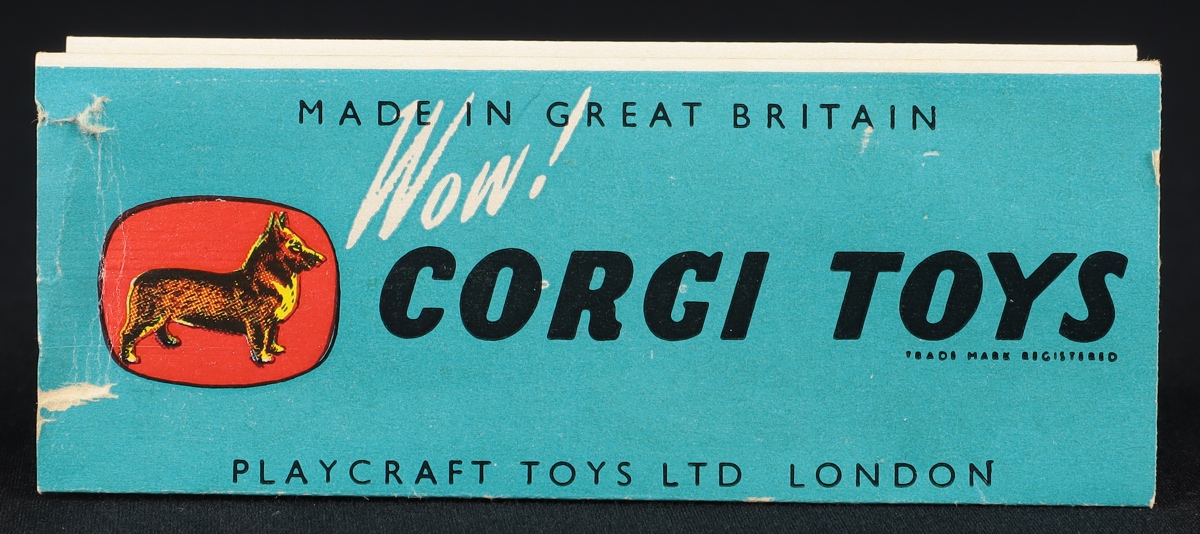 MADE IN GREAT BRITAIN
Wow!
CORGI TOYS
TRADE MARK REGISTERED
PLAYCRAFT TOYS LTD LONDON